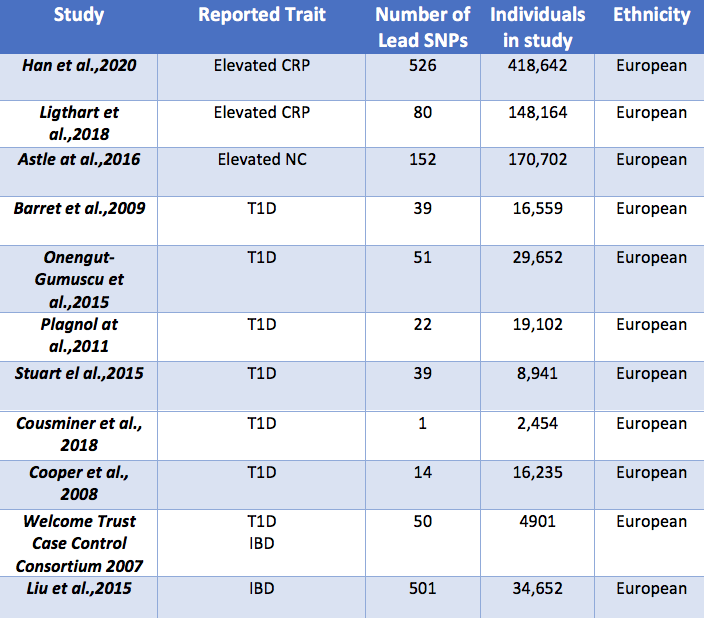 Study Reported Trait Number of Lead SNPs Individuals in study Ethnicity
Han et al.,2020 Elevated CRP 526 418,642 European
Ligthart et al.,2018 Elevated CRP 80 148,164 European
Astle at al.,2016 Elevated NC 152 170,702 European
Barret et al.,2009 T1D 39 16,559 European
Onengut-Gumuscu et al.,2015 T1D 51 29,652 European
Plagnol at al.,2011 T1D 22 19,102 European
Stuart el al.,2015 T1D 39 8,941 European
Cousminer et al., 2018 T1D 1 2,454 European
Cooper et al., 2008 T1D 14 16,235 European
Welcome Trust Case Control Consortium 2007 T1D IBD 50 4901 European
Liu et al.,2015 IBD 501 34,652 European